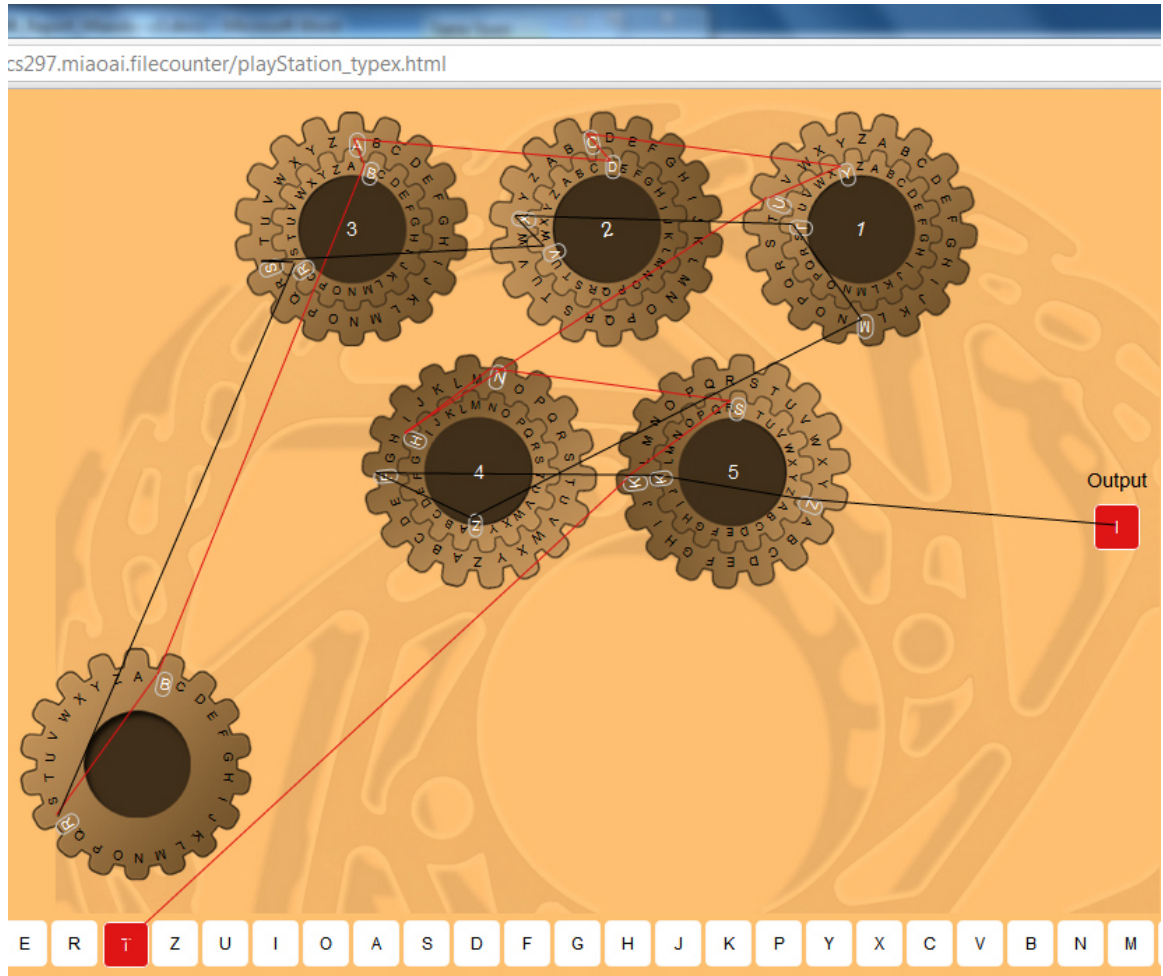 cs297.miaoai.filecounter/playStation_typex.html
A B C D E F G H I J K L M N O P Q R S T U V W X Y Z
A B C D E F G H I J K L M N O P Q R S T U V W X Y Z
3
C D E F G H I J K L M N O P Q R S T U V W X Y Z A B
D E F G H I J K L M N O P Q R S T U V W X Y Z A B C
2
Z A B C D E F G H I J K L M N O P Q R S T U V W X Y
Z A B C D E F G H I J K L M N O P Q R S T U V W X Y
1
N O P Q R S T U V W X Y Z A B C D E F G H I J K L M
N O P Q R S T U V W X Y Z A B C D E F G H I J K L M
4
R S T U V W X Y Z A B C D E F G H I J K L M N O P Q
S T U V W X Y Z A B C D E F G H I J K L M N O P Q R
5
Output
I
A B C D E F G H I J K L M N O P Q R S T U V W X Y Z
E R T Z U I O A S D F G H J K P Y X C V B N M